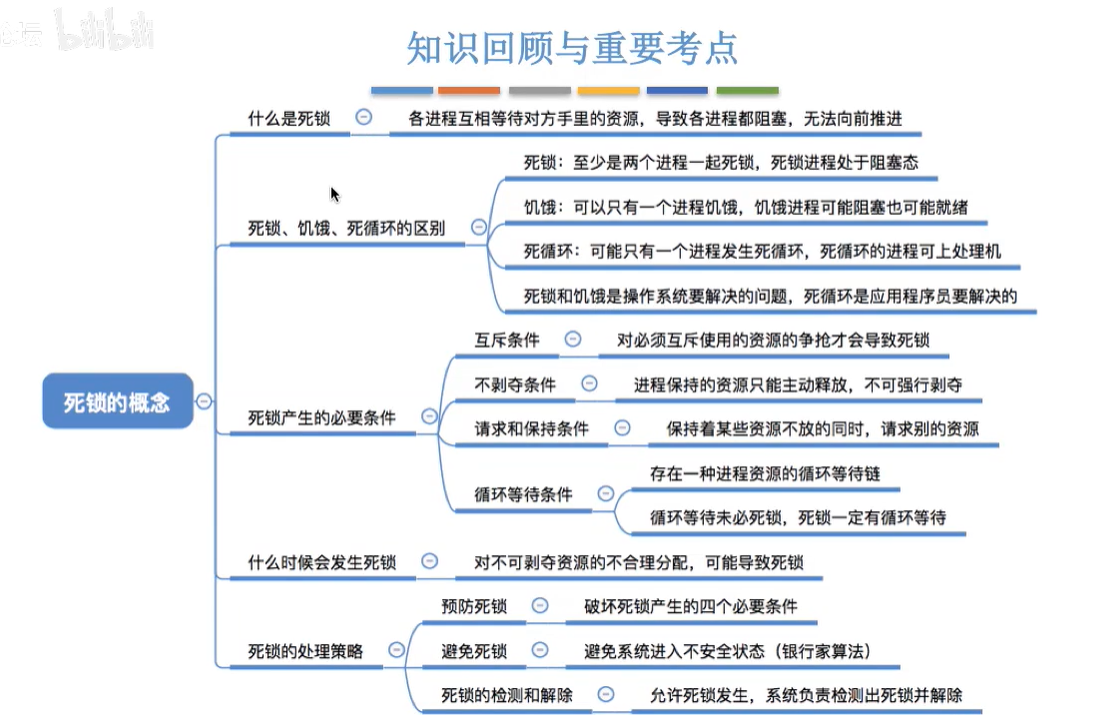 bilibili
知识回顾与重要考点
什么是死锁
各进程互相等待对方手里的资源，导致各进程都阻塞，无法向前推进
死锁、饥饿、死循环的区别
死锁：至少是两个进程一起死锁，死锁进程处于阻塞态
饥饿：可以只有一个进程饥饿，饥饿进程可能阻塞也可能就绪
死循环：可能只有一个进程发生死循环，死循环的进程可上处理机
死锁和饥饿是操作系统要解决的问题，死循环是应用程序员要解决的
死锁的概念
死锁产生的必要条件
互斥条件
对必须互斥使用的资源的争抢才会导致死锁
不剥夺条件
进程保持的资源只能主动释放，不可强行剥夺
请求和保持条件
保持着某些资源不放的同时，请求别的资源
循环等待条件
存在一种进程资源的循环等待链
循环等待未必死锁，死锁一定有循环等待
什么时候会发生死锁
对不可剥夺资源的不合理分配，可能导致死锁
死锁的处理策略
预防死锁
破坏死锁产生的四个必要条件
避免死锁
避免系统进入不安全状态（银行家算法）
死锁的检测和解除
允许死锁发生，系统负责检测出死锁并解除